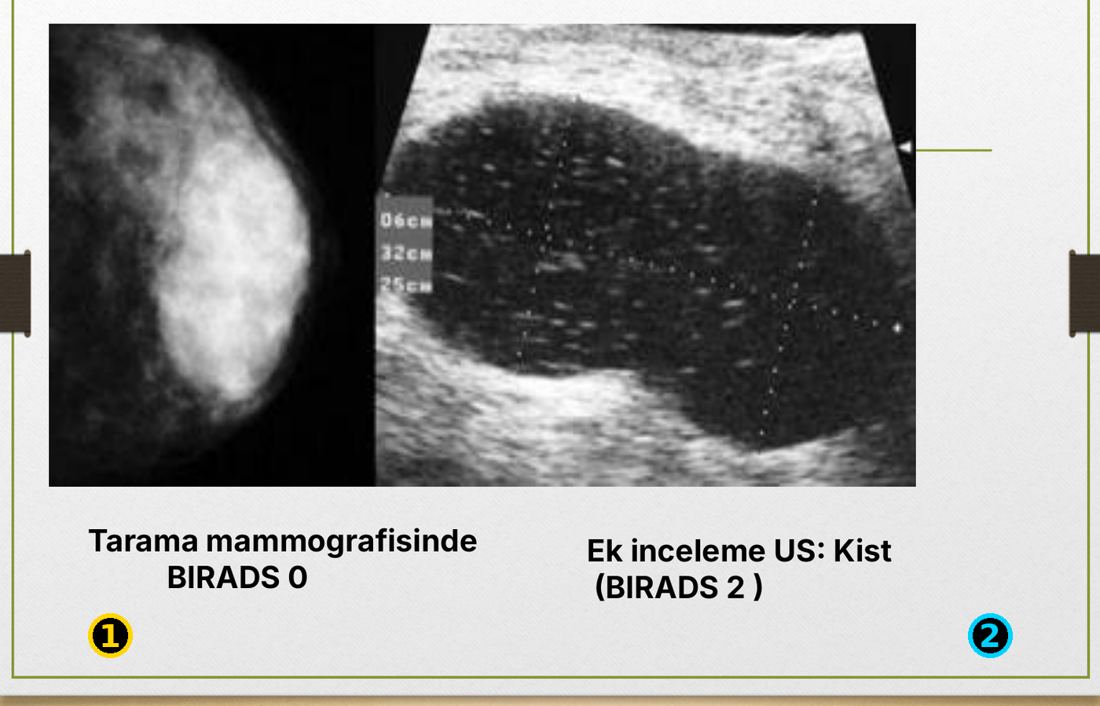 06cm
32cm
25cm
Tarama mammografisinde
BIRADS 0
Ek inceleme US: Kist
(BIRADS 2 )
1
2